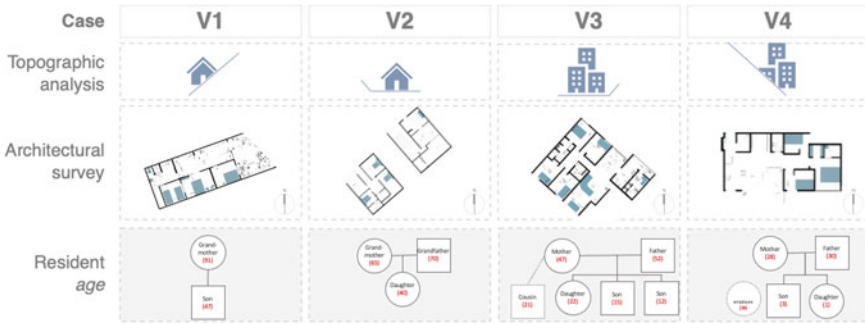 Case V1 V2 V3 V4
Topographic
analysis
Architectural
survey
Resident
age
Grand-
mother
(91)
Son
(47)
Grand-
mother
(65)
Grandfather
(70)
Daughter
(40)
Mother
(47)
Father
(52)
Cousin
(21)
Daughter
(22)
Son
(15)
Son
(12)
Mother
(28)
Father
(30)
Son
(3)
Daughter
(1)